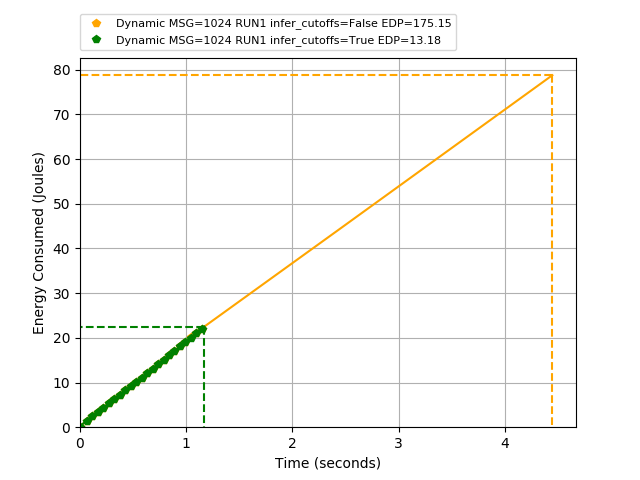 Dynamic MSG=1024 RUN1 infer_cutoffs=False EDP=175.15
Dynamic MSG=1024 RUN1 infer_cutoffs=True EDP=13.18
80
70
60
50
40
30
20
10
0
Energy Consumed (Joules)
0 1 2 3 4
Time (seconds)